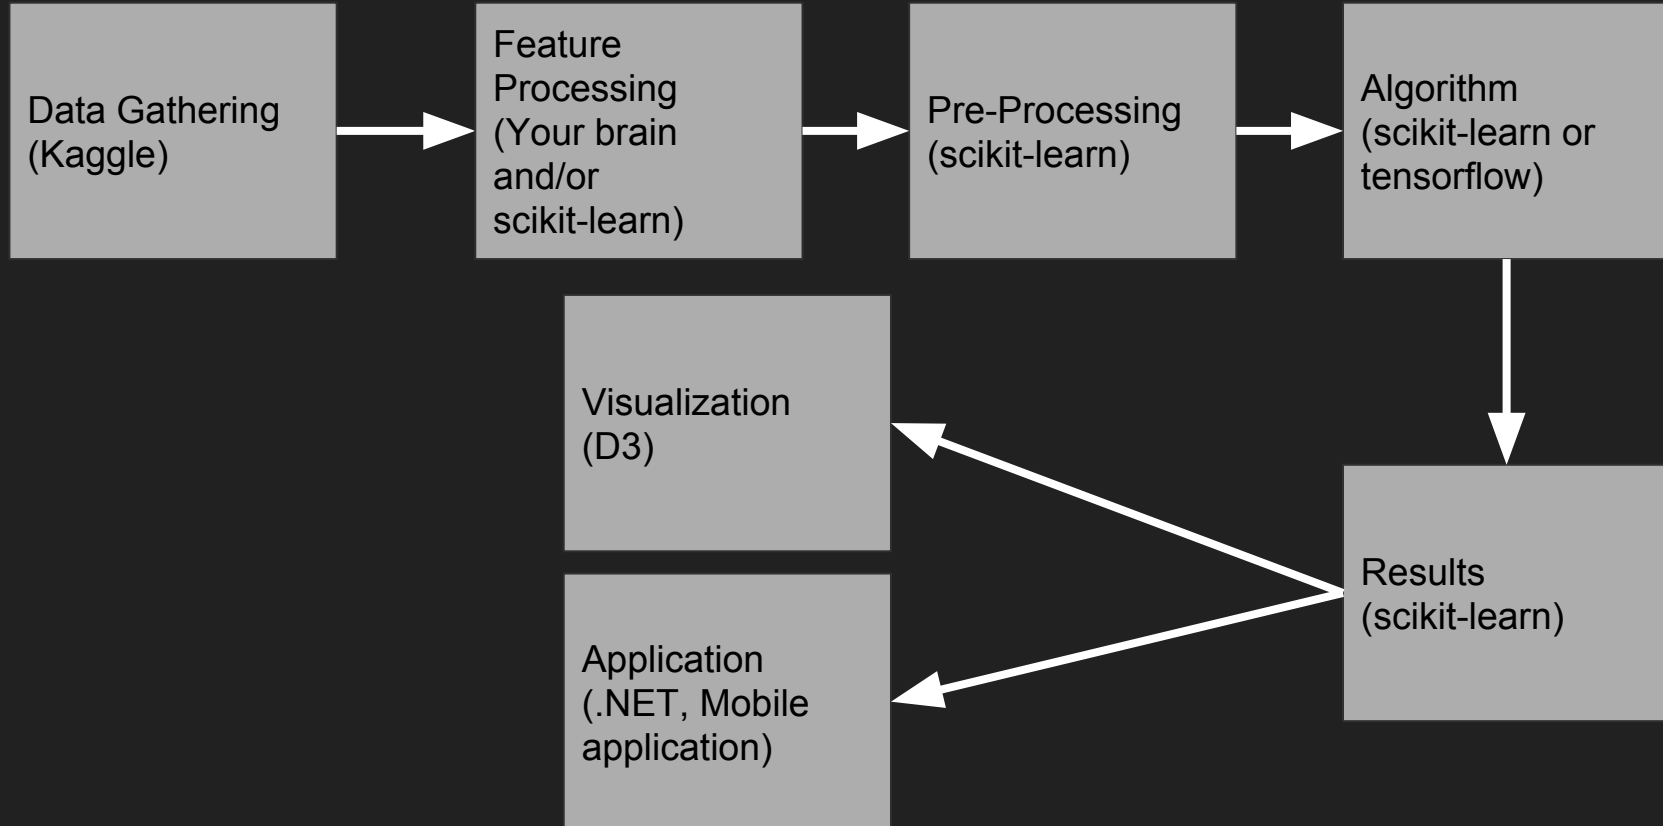 Data Gathering
(Kaggle)
Feature
Processing
(Your brain
and/or
scikit-learn)
Pre-Processing
(scikit-learn)
Algorithm
(scikit-learn or
tensorflow)
Visualization
(D3)
Results
(scikit-learn)
Application
(.NET, Mobile
application)